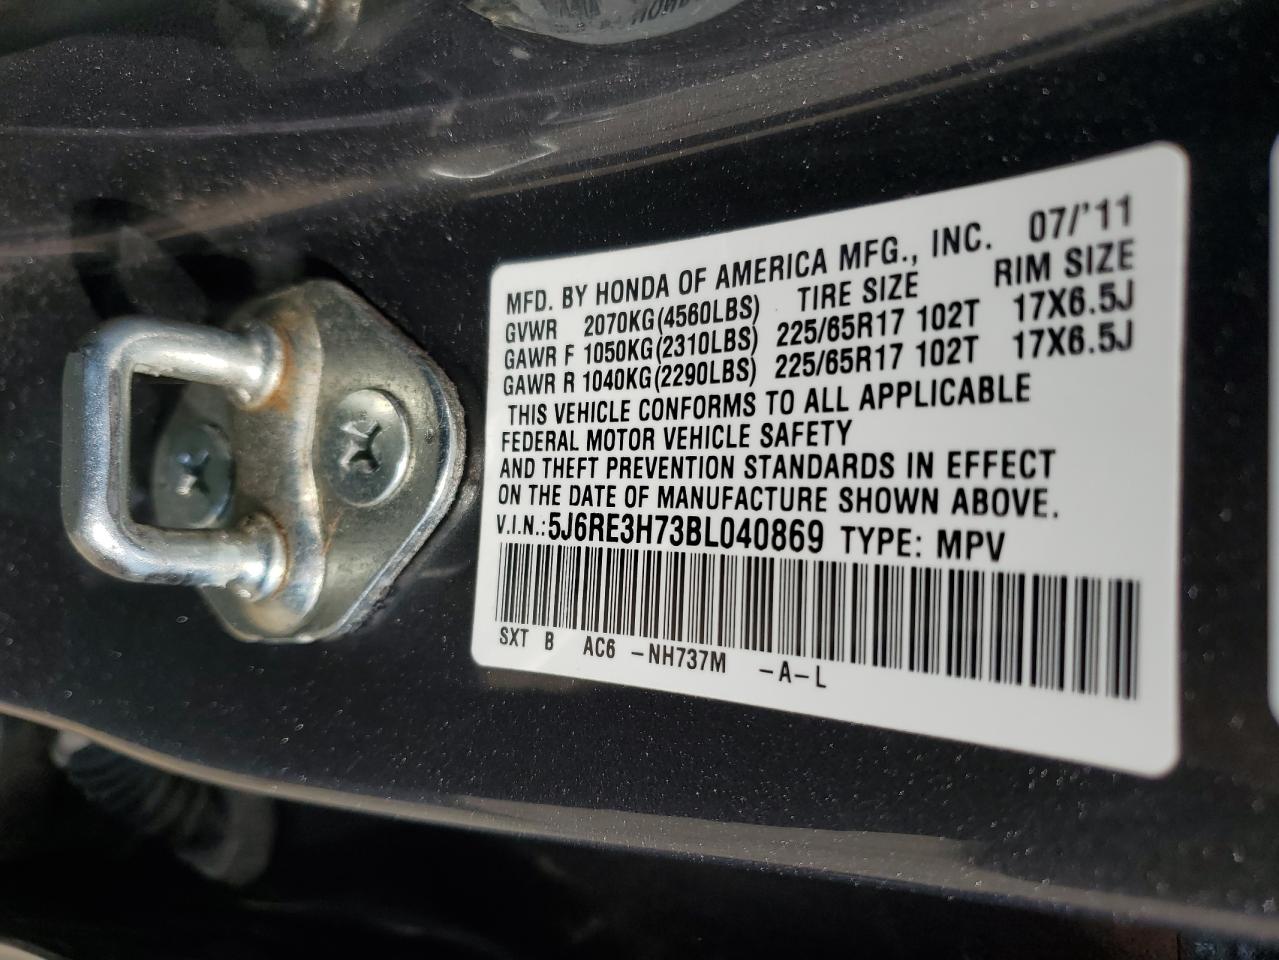 MFD. BY HONDA OF AMERICA MFG., INC. 07/'11
GVWR 2070KG(4560LBS) TIRE SIZE RIM SIZE
GAWR F 1050KG(2310LBS) 225/65R17 102T 17X6.5J
GAWR R 1040KG(2290LBS) 225/65R17 102T 17X6.5J
THIS VEHICLE CONFORMS TO ALL APPLICABLE
FEDERAL MOTOR VEHICLE SAFETY
AND THEFT PREVENTION STANDARDS IN EFFECT
ON THE DATE OF MANUFACTURE SHOWN ABOVE.
V.I.N.: 5J6RE3H73BL040869 TYPE: MPV
SXT B AC6 -NH737M -A-L